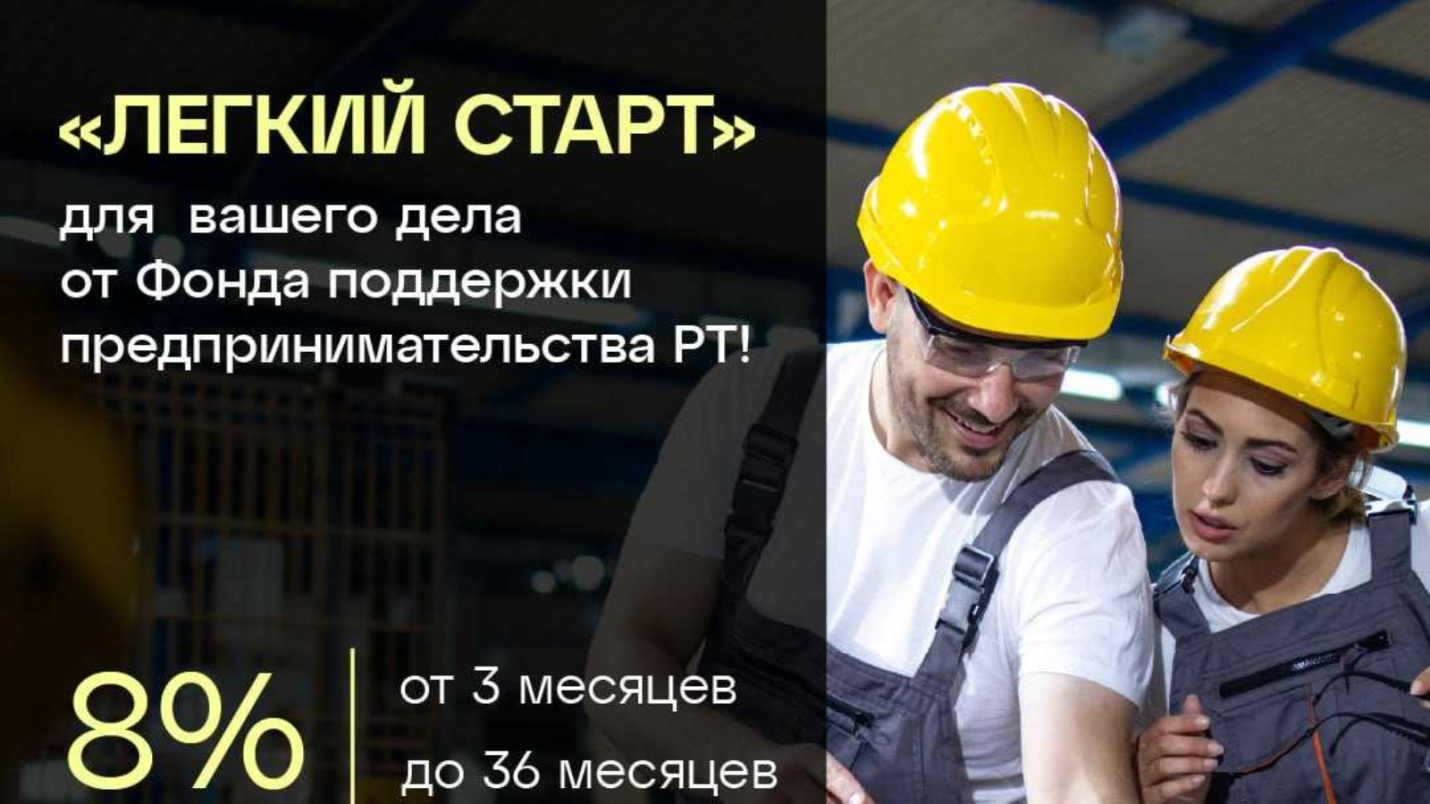 «ЛЕГКИЙ СТАРТ»
для вашего дела
от Фонда поддержки
предпринимательства РТ!
8%
от 3 месяцев
до 36 месяцев